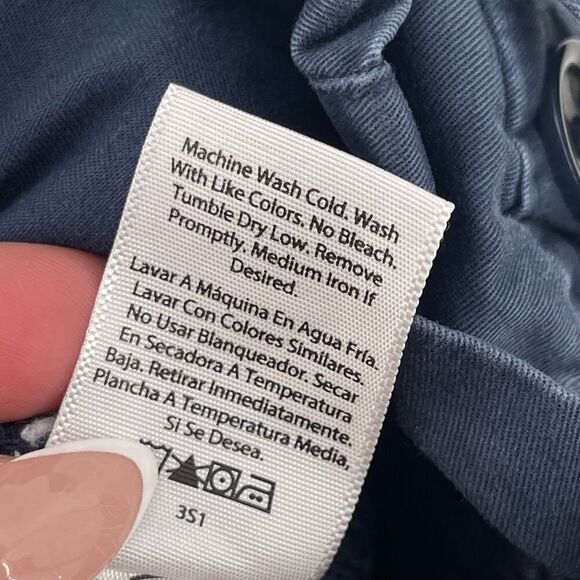 Machine Wash Cold. Wash
With Like Colors. No Bleach.
Tumble Dry Low. Remove
Promptly. Medium Iron If
Desired.
Lavar A Máquina En Agua Fría.
Lavar Con Colores Similares.
No Usar Blanqueador. Secar
En Secadora A Temperatura
Baja. Retirar Inmediatamente.
Plancha A Temperatura Media,
Si Se Desea.
3S1